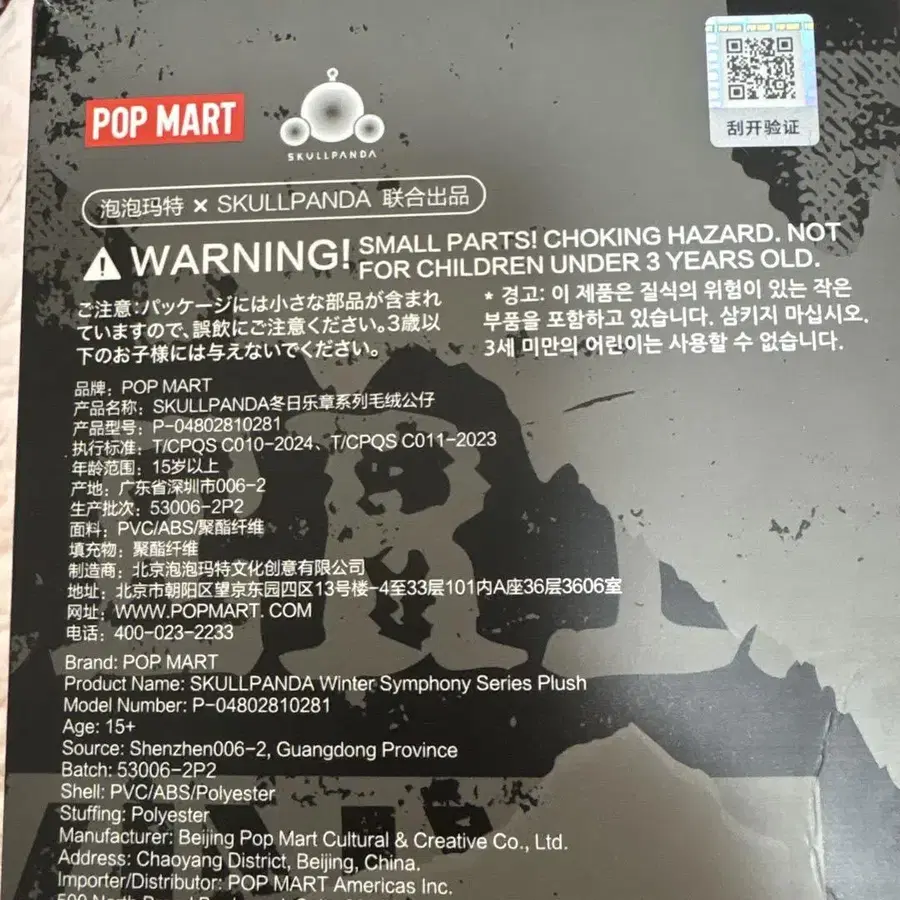 POP MART
SKULLPANDA
刮开验证
泡泡玛特 × SKULLPANDA 联合出品
WARNING! SMALL PARTS! CHOKING HAZARD. NOT
FOR CHILDREN UNDER 3 YEARS OLD.
ご注意:パッケージには小さな部品が含まれ
ていますので、誤飲にご注意ください。3歳以
下のお子様には与えないでください。
* 경고: 이 제품은 질식의 위험이 있는 작은
부품을 포함하고 있습니다. 삼키지 마십시오.
3세 미만의 어린이는 사용할 수 없습니다.
品牌: POP MART
产品名称: SKULLPANDA冬日乐章系列毛绒公仔
产品型号: P-04802810281
执行标准: T/CPQS C010-2024、T/CPQS C011-2023
年龄范围: 15岁以上
产地: 广东省深圳市006-2
生产批次: 53006-2P2
面料: PVC/ABS/聚酯纤维
填充物: 聚酯纤维
制造商: 北京泡泡玛特文化创意有限公司
地址: 北京市朝阳区望京东园四区13号楼-4至33层101内A座36层3606室
网址: WWW.POPMART.COM
电话: 400-023-2233
Brand: POP MART
Product Name: SKULLPANDA Winter Symphony Series Plush
Model Number: P-04802810281
Age: 15+
Source: Shenzhen006-2, Guangdong Province
Batch: 53006-2P2
Shell: PVC/ABS/Polyester
Stuffing: Polyester
Manufacturer: Beijing Pop Mart Cultural & Creative Co., Ltd.
Address: Chaoyang District, Beijing, China.
Importer/Distributor: POP MART Americas Inc.